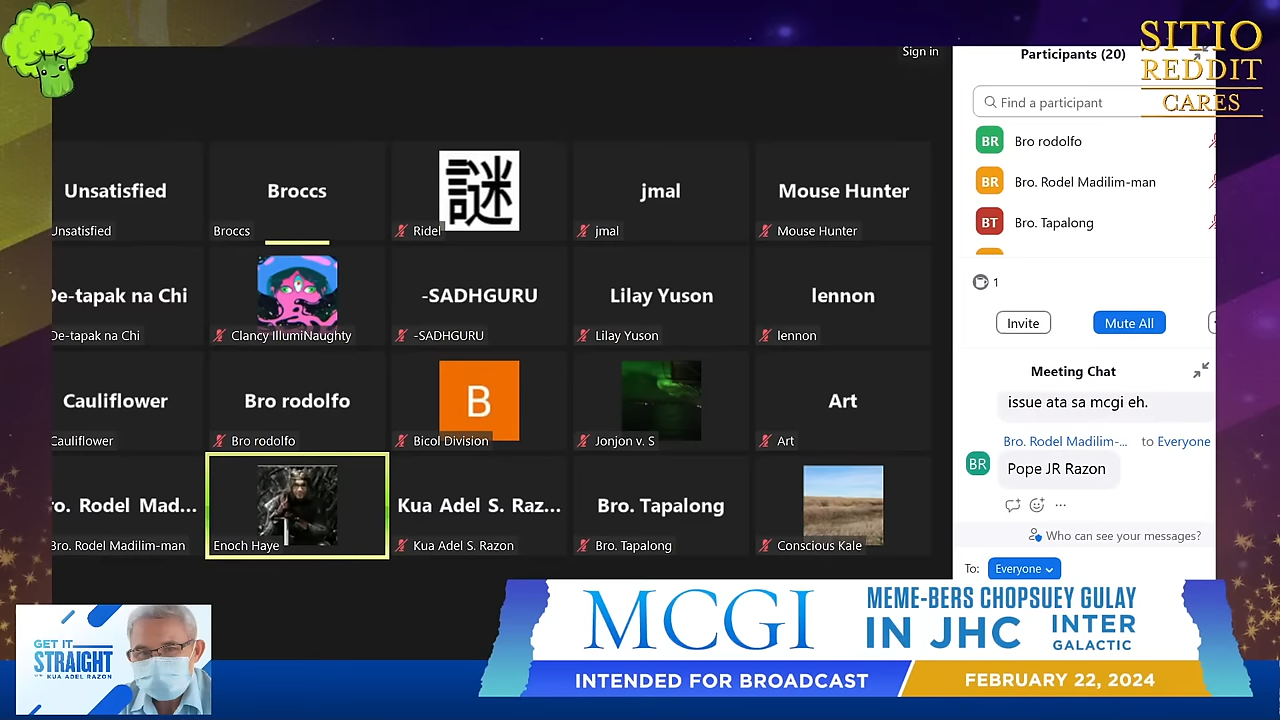 SITIO
REDDIT
CARES
Sign in
Participants (20)
Find a participant
BR Bro rodolfo
BR Bro. Rodel Madilim-man
BT Bro. Tapalong
1
Invite
Mute All
Unsatisfied
Unsatisfied
Broccs
Broccs
謎
Ridel
jmal
jmal
Mouse Hunter
Mouse Hunter
De-tapak na Chi
De-tapak na Chi
Clancy IllumiNaughty
-SADHGURU
-SADHGURU
Lilay Yuson
Lilay Yuson
lennon
lennon
Cauliflower
Cauliflower
Bro rodolfo
Bro rodolfo
B
Bicol Division
Jonjon v. S
Art
Art
ro. Rodel Mad...
Bro. Rodel Madilim-man
Enoch Haye
Kua Adel S. Raz...
Kua Adel S. Razon
Bro. Tapalong
Bro. Tapalong
Conscious Kale
Meeting Chat
issue ata sa mcgi eh.
Bro. Rodel Madilim-... to Everyone
BR Pope JR Razon
Who can see your messages?
To: Everyone
GET IT
STRAIGHT
KUA ADEL RAZON
MCGI
MEME-BERS CHOPSUEY GULAY
IN JHC INTER
GALACTIC
INTENDED FOR BROADCAST
FEBRUARY 22, 2024